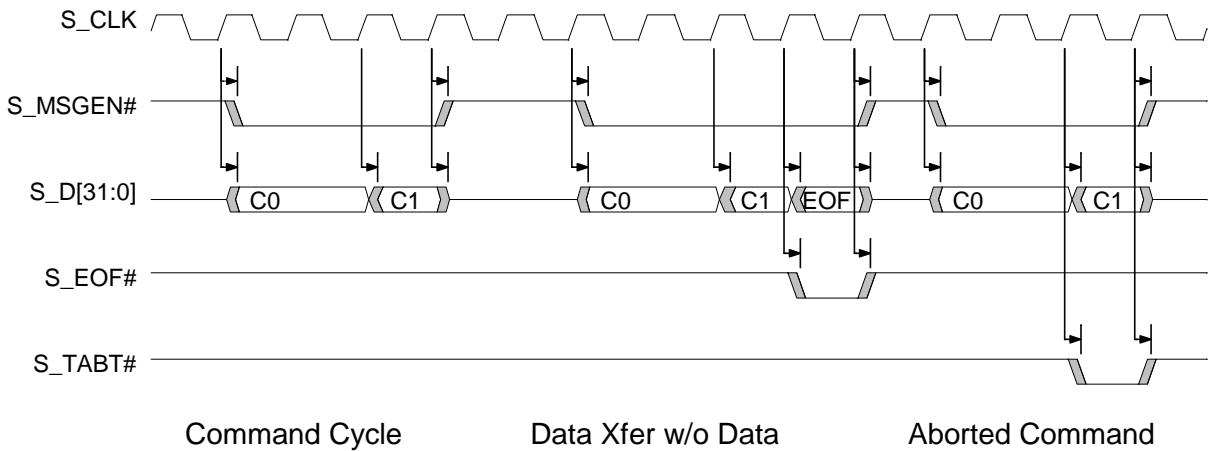 S_CLK
S_MSGEN#
S_D[31:0] C0 C1 C0 C1 EOF C0 C1
S_EOF#
S_TABT#
Command Cycle Data Xfer w/o Data Aborted Command